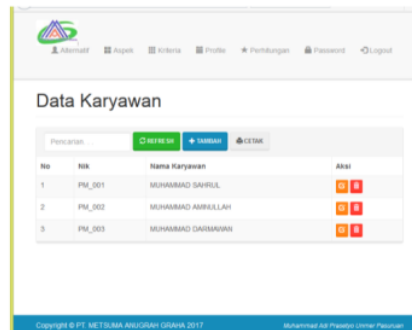 Alternatif Aspek Kriteria Profile Perhitungan Password Logout
Data Karyawan
Pencarian... REFRESH + TAMBAH CETAK
No Nik Nama Karyawan Aksi
1 PM_001 MUHAMMAD SAHRUL
2 PM_002 MUHAMMAD AMINULLAH
3 PM_003 MUHAMMAD DARMAWAN
Copyright © PT. METSUMA ANUGRAH GRAHA 2017 Muhammad Adi Prasetyo Unmer Pasuruan